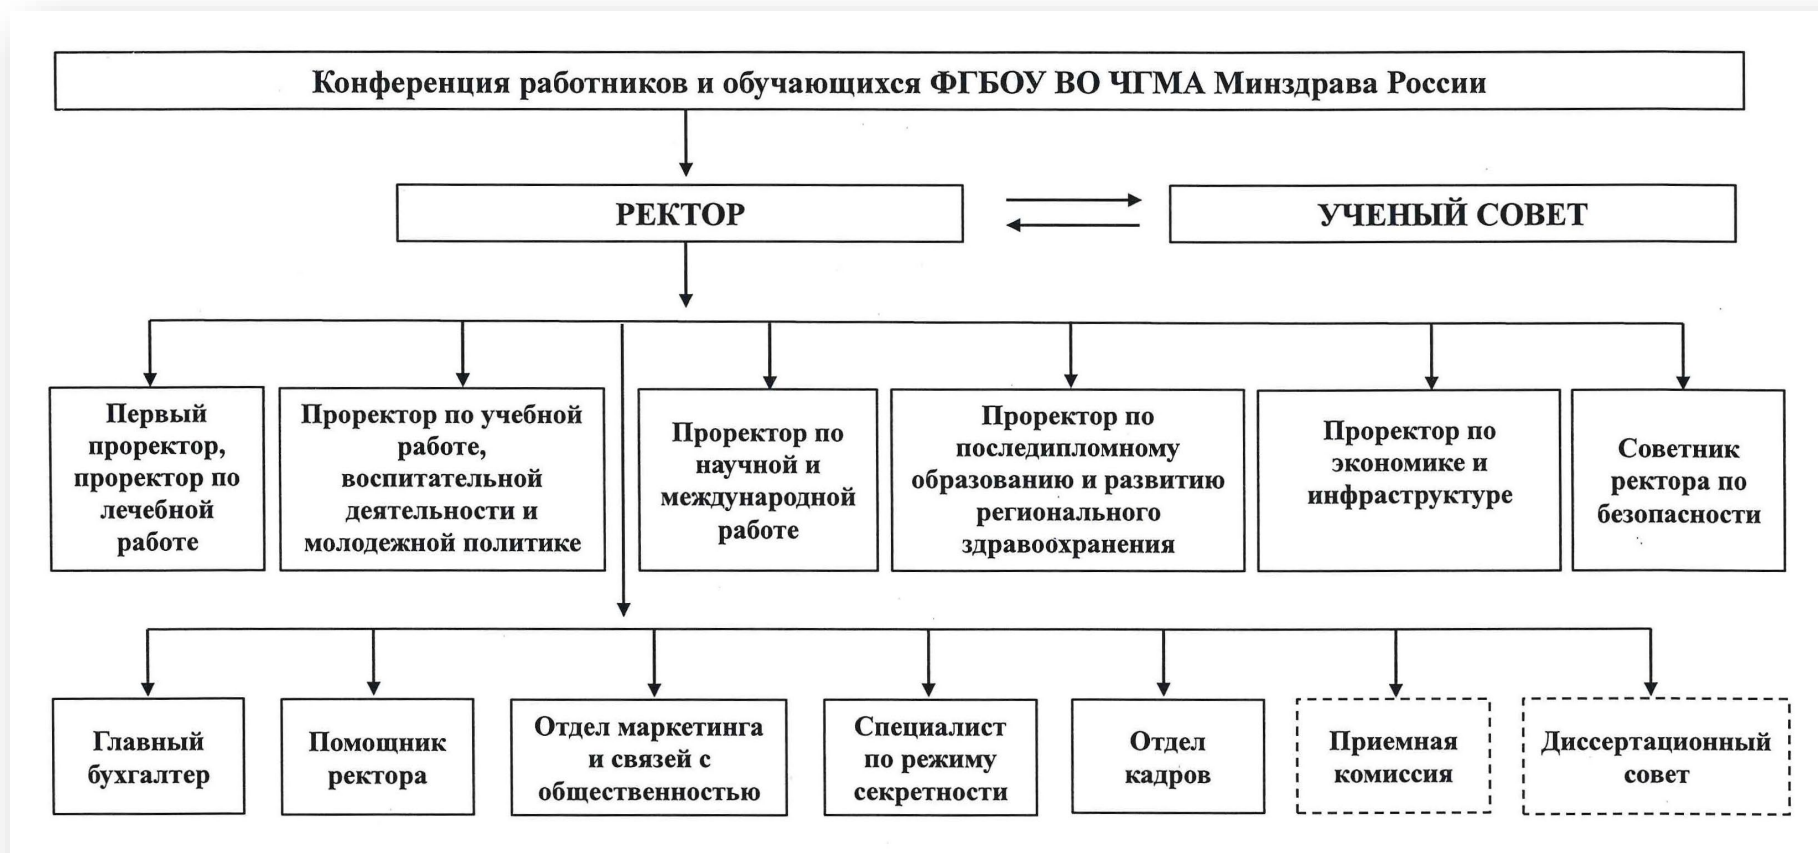 Конференция работников и обучающихся ФГБОУ ВО ЧГМА Минздрава России
РЕКТОР
УЧЕНЫЙ СОВЕТ
Первый
проректор,
проректор по
лечебной
работе
Проректор по учебной
работе,
воспитательной
деятельности и
молодежной политике
Проректор по
научной и
международной
работе
Проректор по
последипломному
образованию и развитию
регионального
здравоохранения
Проректор по
экономике и
инфраструктуре
Советник
ректора по
безопасности
Главный
бухгалтер
Помощник
ректора
Отдел маркетинга
и связей с
общественностью
Специалист
по режиму
секретности
Отдел
кадров
Приемная
комиссия
Диссертационный
совет